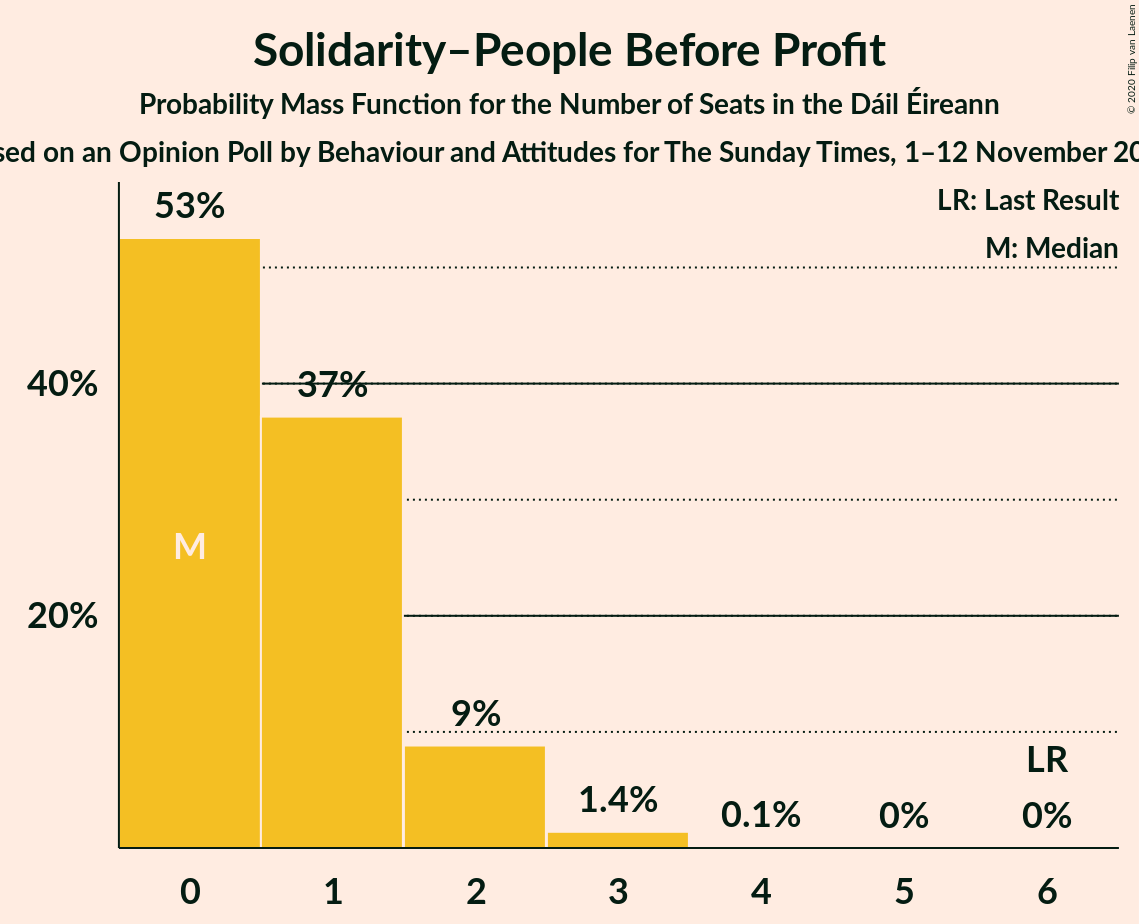 Solidarity–People Before Profit
Probability Mass Function for the Number of Seats in the Dáil Éireann
on an Opinion Poll by Behaviour and Attitudes for The Sunday Times, 1–12 November
© 2020 Filip van Laenen
LR: Last Result
M: Median
53%
40%
37%
M
20%
9%
LR
1.4%
0.1%
0%
0%
0
1
2
3
4
5
6